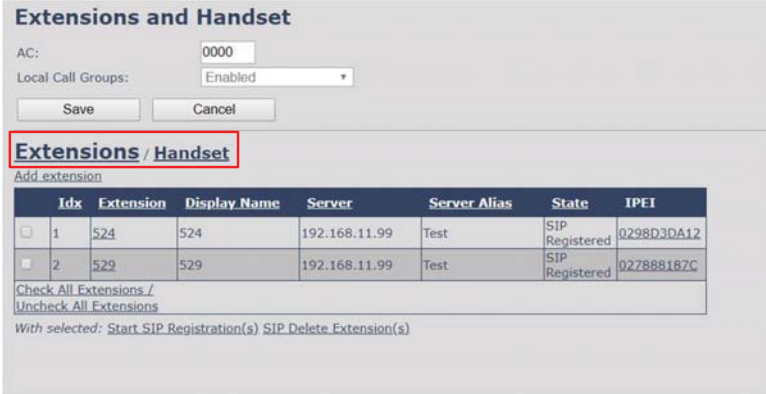 Extensions and Handset
AC: 0000
Local Call Groups: Enabled
Save Cancel
Extensions / Handset
Add extension
Idx Extension Display Name Server Server Alias State IPEI
1 524 524 192.168.11.99 Test SIP Registered 0298D3DA12
2 529 529 192.168.11.99 Test SIP Registered 027888187C
Check All Extensions /
Uncheck All Extensions
With selected: Start SIP Registration(s) SIP Delete Extension(s)